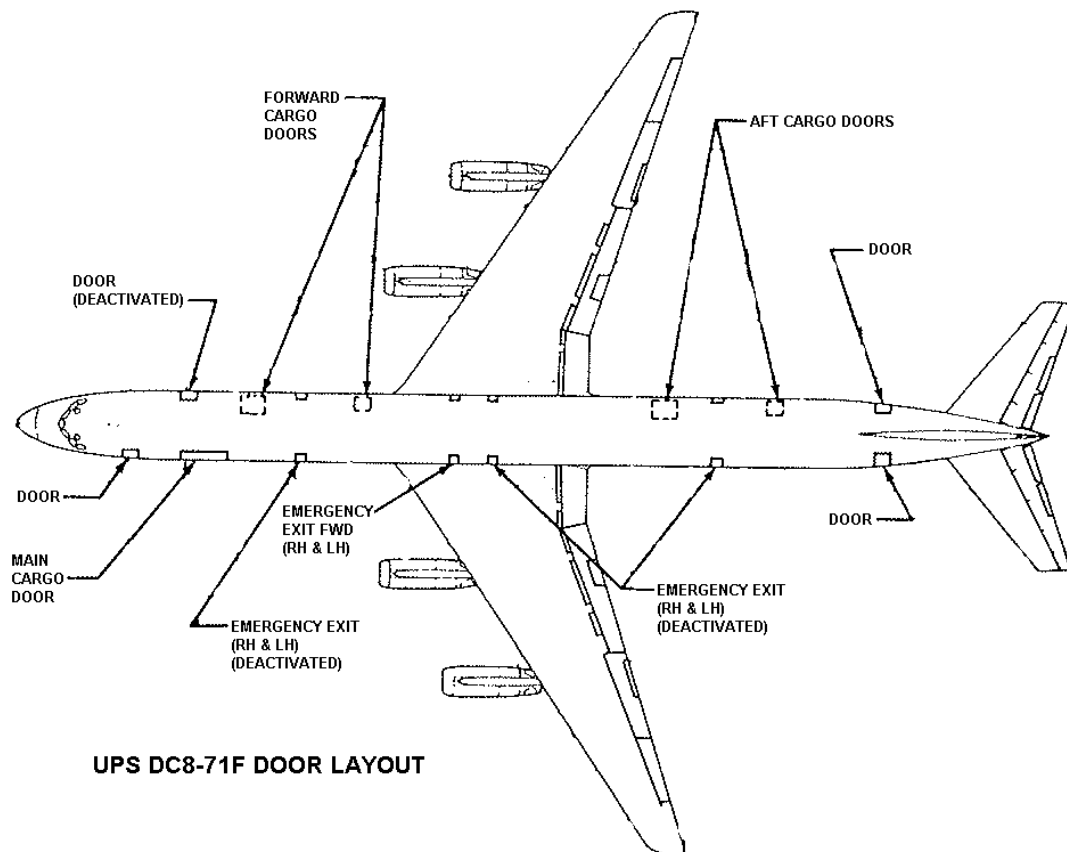 FORWARD
CARGO
DOORS
AFT CARGO DOORS
DOOR
DOOR
(DEACTIVATED)
DOOR
MAIN
CARGO
DOOR
EMERGENCY
EXIT FWD
(RH & LH)
EMERGENCY EXIT
(RH & LH)
(DEACTIVATED)
DOOR
EMERGENCY EXIT
(RH & LH)
(DEACTIVATED)
UPS DC8-71F DOOR LAYOUT